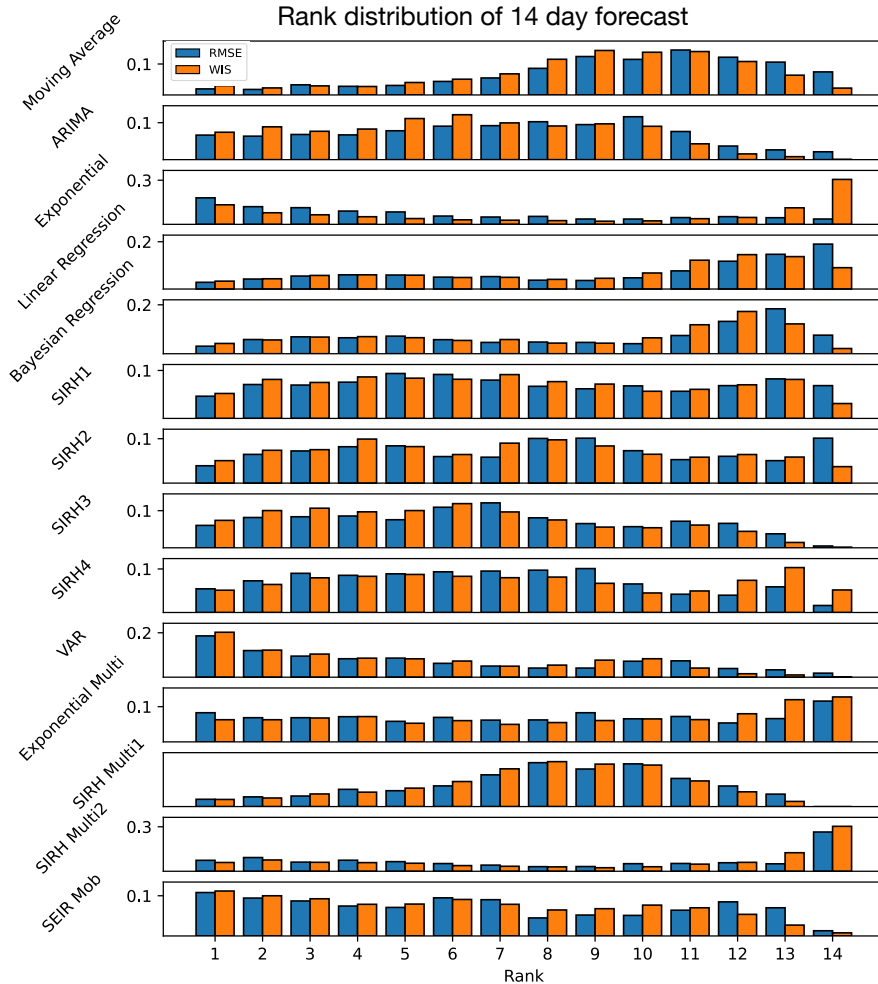 Rank distribution of 14 day forecast
RMSE
WIS
Moving Average
0.1
ARIMA
0.1
Exponential
0.3
Linear Regression
0.2
Bayesian Regression
0.2
SIRH1
0.1
SIRH2
0.1
SIRH3
0.1
SIRH4
0.1
VAR
0.2
Exponential Multi
0.1
SIRH Multi1
SIRH Multi2
0.3
SEIR Mob
0.1
1 2 3 4 5 6 7 8 9 10 11 12 13 14
Rank